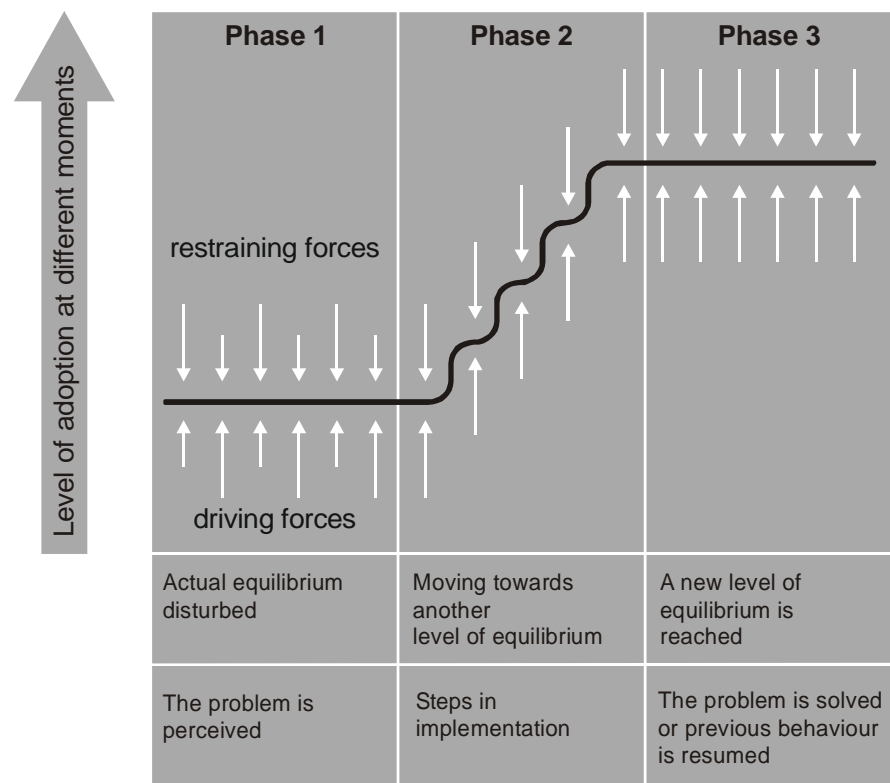 Level of adoption at different moments
Phase 1
Phase 2
Phase 3
restraining forces
driving forces
Actual equilibrium
disturbed
Moving towards
another
level of equilibrium
A new level of
equilibrium is
reached
The problem is
perceived
Steps in
implementation
The problem is solved
or previous behaviour
is resumed